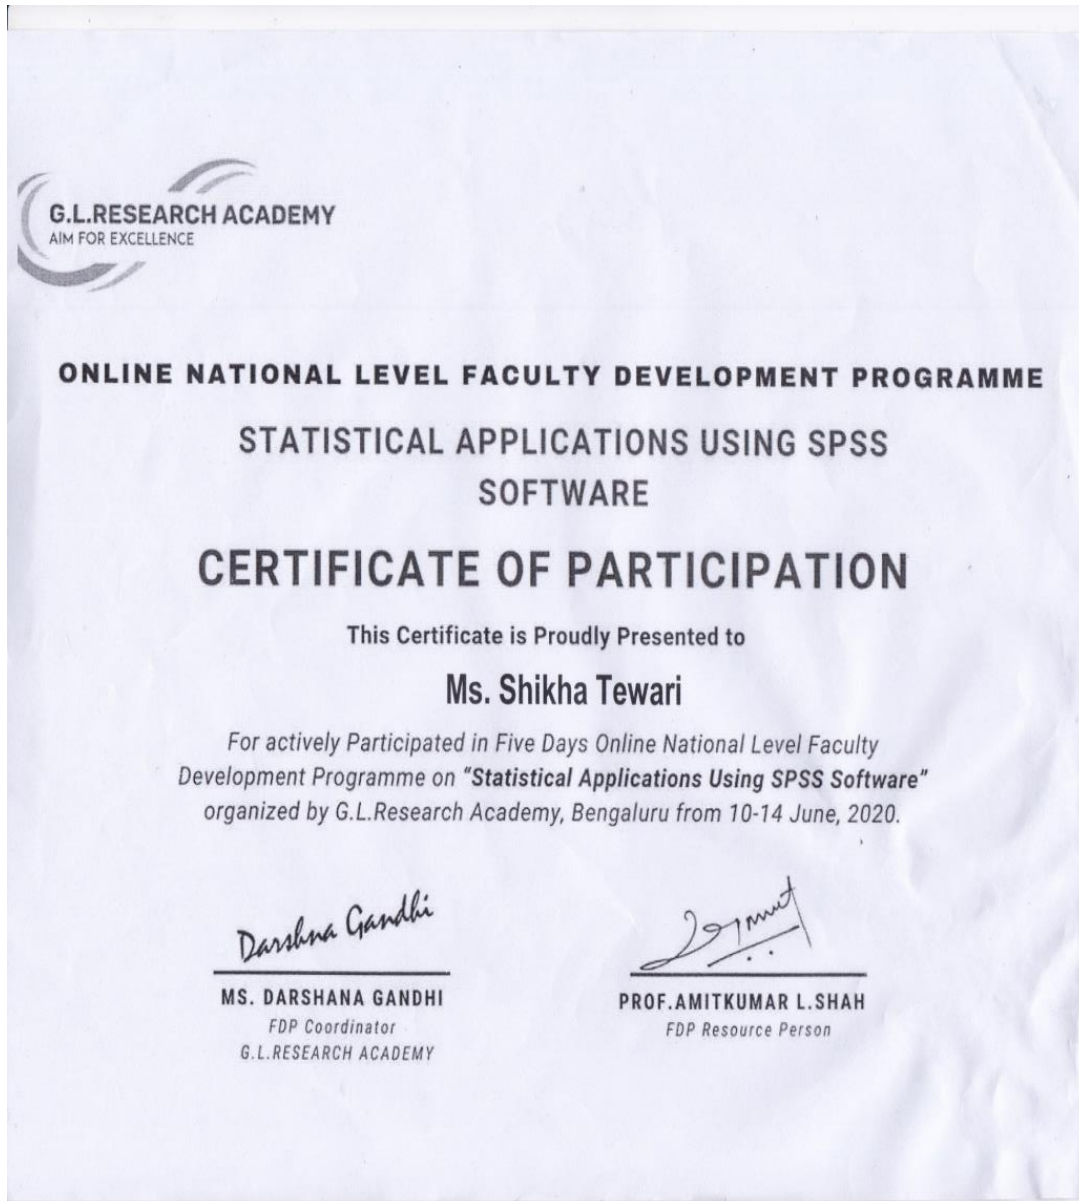 G.L.RESEARCH ACADEMY
AIM FOR EXCELLENCE
ONLINE NATIONAL LEVEL FACULTY DEVELOPMENT PROGRAMME
STATISTICAL APPLICATIONS USING SPSS
SOFTWARE
CERTIFICATE OF PARTICIPATION
This Certificate is Proudly Presented to
Ms. Shikha Tewari
For actively Participated in Five Days Online National Level Faculty
Development Programme on “Statistical Applications Using SPSS Software”
organized by G.L.Research Academy, Bengaluru from 10-14 June, 2020.
Darshna Gandhi
MS. DARSHANA GANDHI
FDP Coordinator
G.L.RESEARCH ACADEMY
PROF.AMITKUMAR L.SHAH
FDP Resource Person